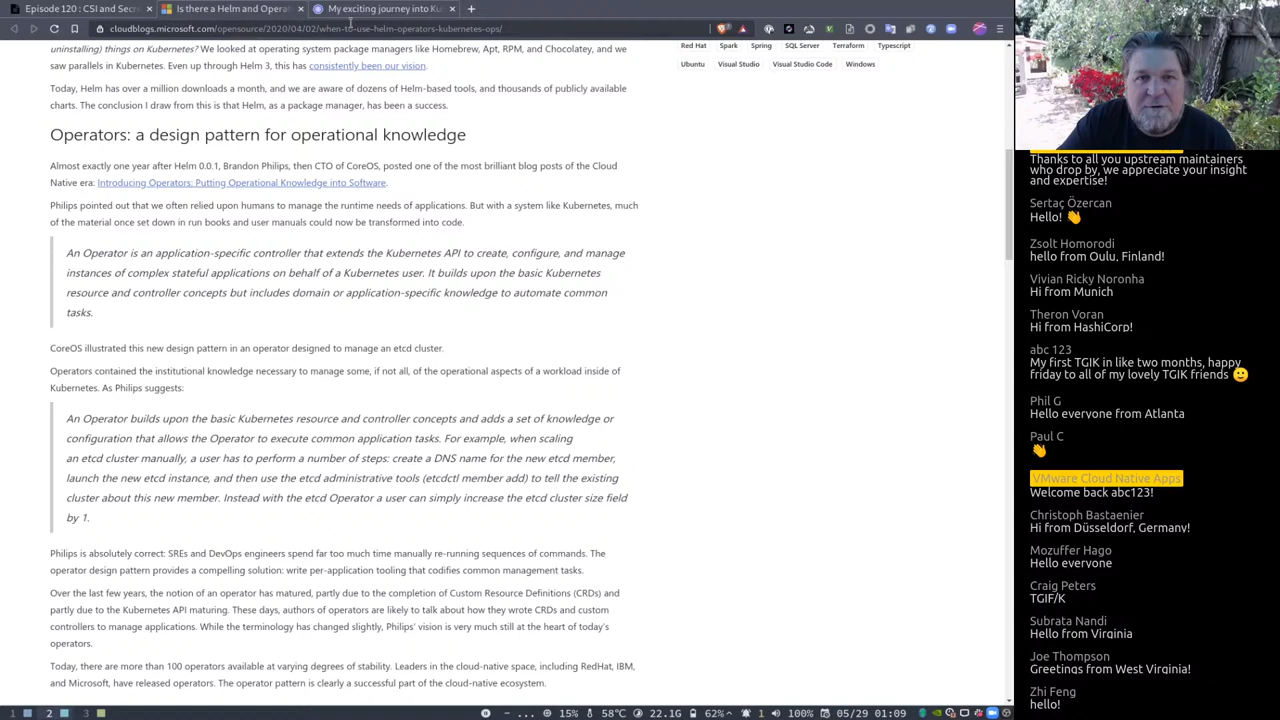 Episode 120 : CSI and Secre
Is there a Helm and Operat
My exciting journey into Ku
cloudblogs.microsoft.com/opensource/2020/04/02/when-to-use-helm-operators-kubernetes-ops/
uninstalling) things on Kubernetes? We looked at operating system package managers like Homebrew, Apt, RPM, and Chocolatey, and we
saw parallels in Kubernetes. Even up through Helm 3, this has consistently been our vision.
Today, Helm has over a million downloads a month, and we are aware of dozens of Helm-based tools, and thousands of publicly available
charts. The conclusion I draw from this is that Helm, as a package manager, has been a success.
Operators: a design pattern for operational knowledge
Almost exactly one year after Helm 0.0.1, Brandon Philips, then CTO of CoreOS, posted one of the most brilliant blog posts of the Cloud
Native era: Introducing Operators: Putting Operational Knowledge into Software.
Philips pointed out that we often relied upon humans to manage the runtime needs of applications. But with a system like Kubernetes, much
of the material once set down in run books and user manuals could now be transformed into code.
An Operator is an application-specific controller that extends the Kubernetes API to create, configure, and manage
instances of complex stateful applications on behalf of a Kubernetes user. It builds upon the basic Kubernetes
resource and controller concepts but includes domain or application-specific knowledge to automate common
tasks.
CoreOS illustrated this new design pattern in an operator designed to manage an etcd cluster.
Operators contained the institutional knowledge necessary to manage some, if not all, of the operational aspects of a workload inside of
Kubernetes. As Philips suggests:
An Operator builds upon the basic Kubernetes resource and controller concepts and adds a set of knowledge or
configuration that allows the Operator to execute common application tasks. For example, when scaling
an etcd cluster manually, a user has to perform a number of steps: create a DNS name for the new etcd member,
launch the new etcd instance, and then use the etcd administrative tools (etcdctl member add) to tell the existing
cluster about this new member. Instead with the etcd Operator a user can simply increase the etcd cluster size field
by 1.
Philips is absolutely correct: SREs and DevOps engineers spend far too much time manually re-running sequences of commands. The
operator design pattern provides a compelling solution: write per-application tooling that codifies common management tasks.
Over the last few years, the notion of an operator has matured, partly due to the completion of Custom Resource Definitions (CRDs) and
partly due to the Kubernetes API maturing. These days, authors of operators are likely to talk about how they wrote CRDs and custom
controllers to manage applications. While the terminology has changed slightly, Philips' vision is very much still at the heart of today's
operators.
Today, there are more than 100 operators available at varying degrees of stability. Leaders in the cloud-native space, including RedHat, IBM,
and Microsoft, have released operators. The operator pattern is clearly a successful part of the cloud-native ecosystem.
Red Hat Spark Spring SQL Server Terraform Typescript
Ubuntu Visual Studio Visual Studio Code Windows
Thanks to all you upstream maintainers
who drop by, we appreciate your insight
and expertise!
Sertaç Özercan
Hello! 👋
Zsolt Homorodi
hello from Oulu, Finland!
Vivian Ricky Noronha
Hi from Munich
Theron Voran
Hi from HashiCorp!
abc 123
My first TGIK in like two months, happy
friday to all of my lovely TGIK friends 🙂
Phil G
Hello everyone from Atlanta
Paul C
👋
VMware Cloud Native Apps
Welcome back abc123!
Christoph Bastaenier
Hi from Düsseldorf, Germany!
Mozuffer Hago
Hello everyone
Craig Peters
TGIF/K
Subrata Nandi
Hello from Virginia
Joe Thompson
Greetings from West Virginia!
Zhi Feng
hello!
1 2 3
15% 58°C 22.1G 62% 1 100% 05/29 01:09